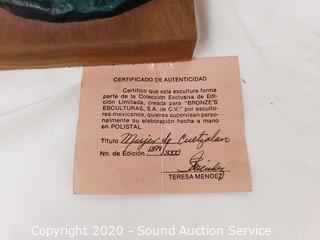 CERTIFICADO DE AUTENTICIDAD
Certifico que esta escultura forma
parte de la Colección Exclusiva de Edi-
ción Limitada, creada para "BRONZE'S
ESCULTURAS, S.A. de C.V." por esculto-
res mexicanos, quienes supervisan perso-
nalmente su elaboración hecha a mano
en POLISTAL.
Título Mujer de Cuetzalan
No. de Edición
TERESA MENDEZ
Copyright 2020 - Sound Auction Service